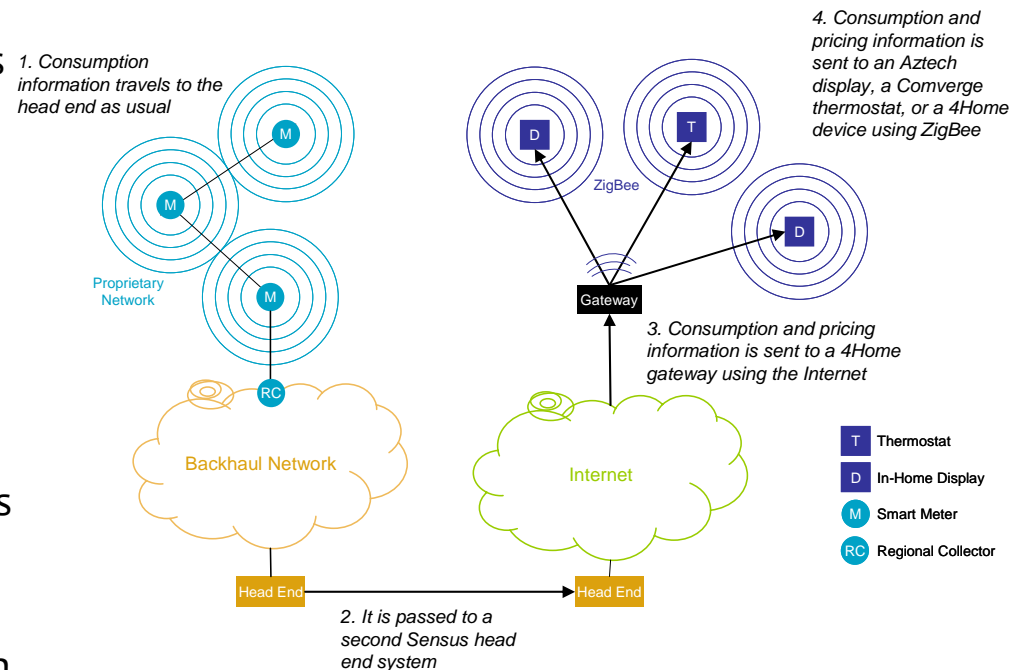 s
1. Consumption
information travels to the
head end as usual
4. Consumption and
pricing information is
sent to an Aztech
display, a Comverge
thermostat, or a 4Home
device using ZigBee
M
M
M
Proprietary
Network
RC
Backhaul Network
Head End
2. It is passed to a
second Sensus head
end system
D
T
D
ZigBee
Gateway
3. Consumption and pricing
information is sent to a 4Home
gateway using the Internet
Internet
Head End
T Thermostat
D In-Home Display
M Smart Meter
RC Regional Collector
s